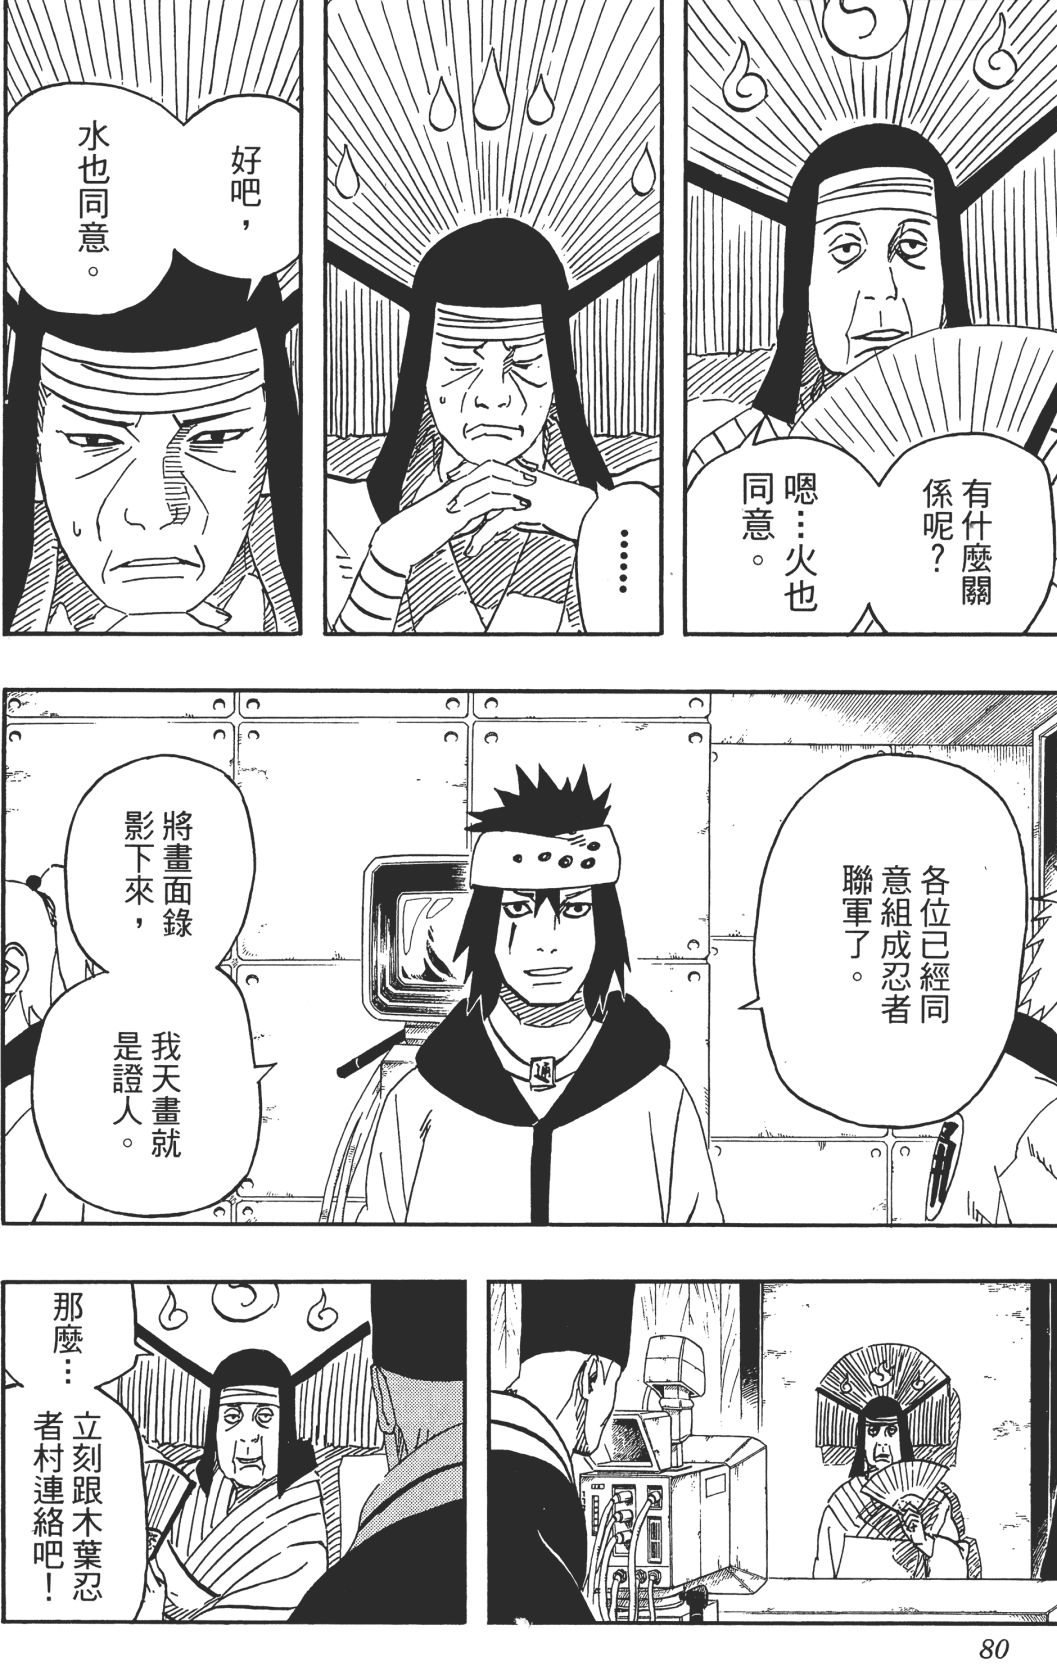 有什麼關
係呢？
嗯…火也
同意。
……
好吧，
水也同意。
各位已經同
意組成忍者
聯軍了。
通
將畫面錄
影下來，
我天畫就
是證人。
那麼…
立刻跟木葉忍
者村連絡吧！
80